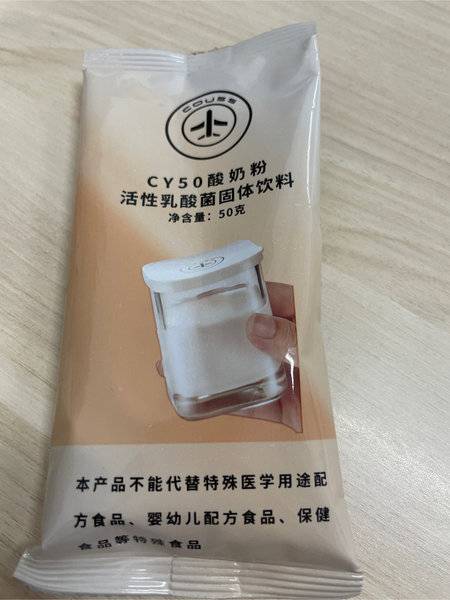 COUSS
CY50酸奶粉
活性乳酸菌固体饮料
净含量：50克
本产品不能代替特殊医学用途配
方食品、婴幼儿配方食品、保健
食品等特殊食品